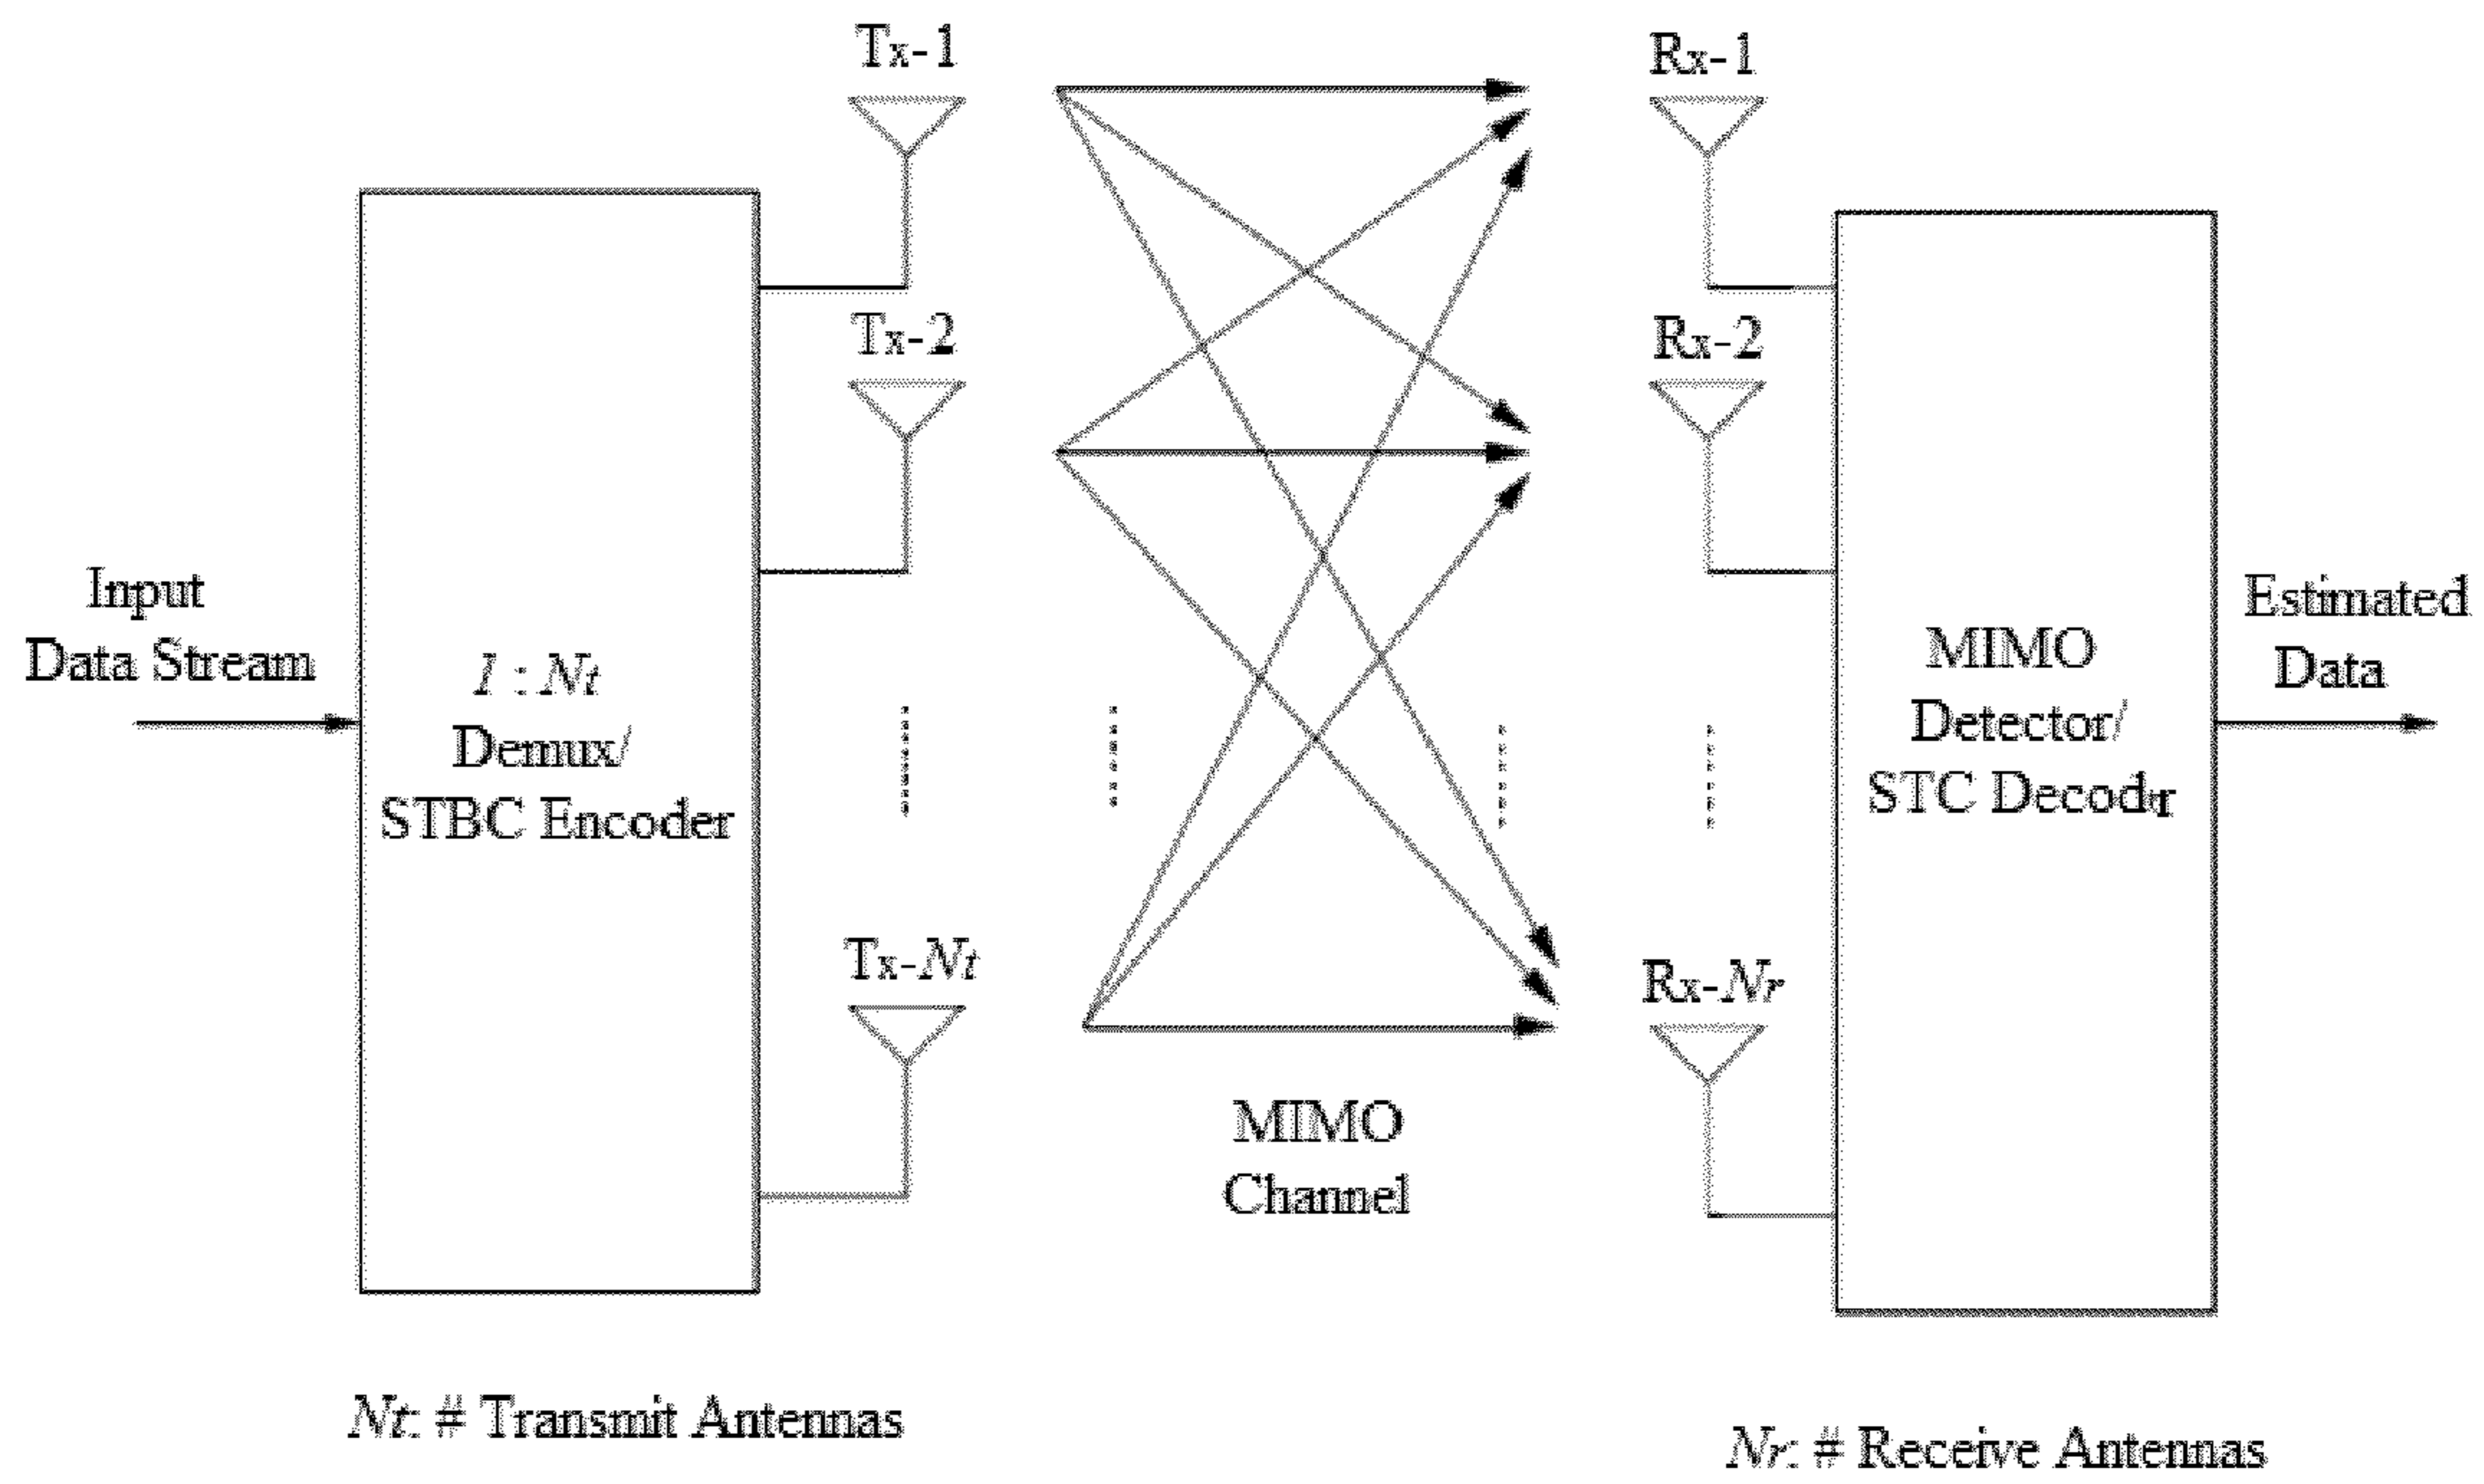 Tx-1
Rx-1
Tx-2
Rx-2
Input
Data Stream
1 : Nt
Demux/
STBC Encoder
MIMO
Detector/
STC Decoder
Estimated
Data
Tx-Nt
Rx-Nr
MIMO
Channel
Nt: # Transmit Antennas
Nr: # Receive Antennas